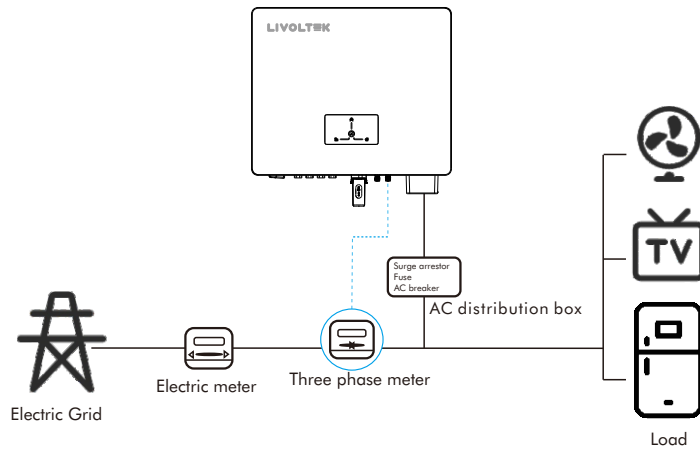 LIVOLTEK
Surge arrestor
Fuse
AC breaker
AC distribution box
TV
Electric meter
Three phase meter
Electric Grid
Load